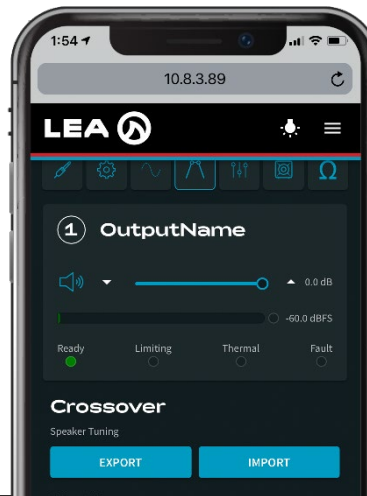 1:54
10.8.3.89
LEA
Ω
1 OutputName
0.0 dB
-60.0 dBFS
Ready Limiting Thermal Fault
Crossover
Speaker Tuning
EXPORT IMPORT